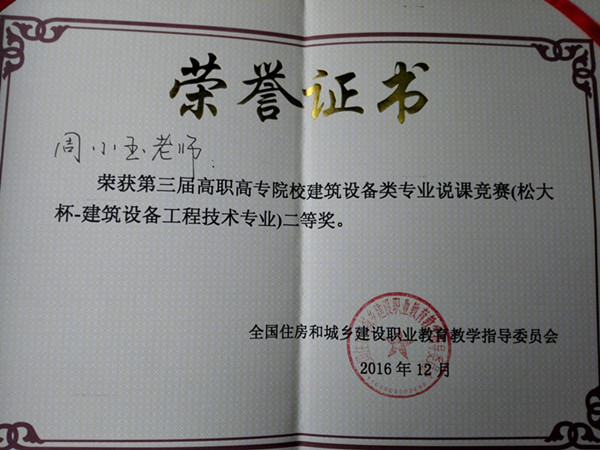 荣誉证书
周小玉老师:
荣获第三届高职高专院校建筑设备类专业说课竞赛(松大
杯-建筑设备工程技术专业)二等奖。
全国住房和城乡建设职业教育教学指导委员会
2016年12月